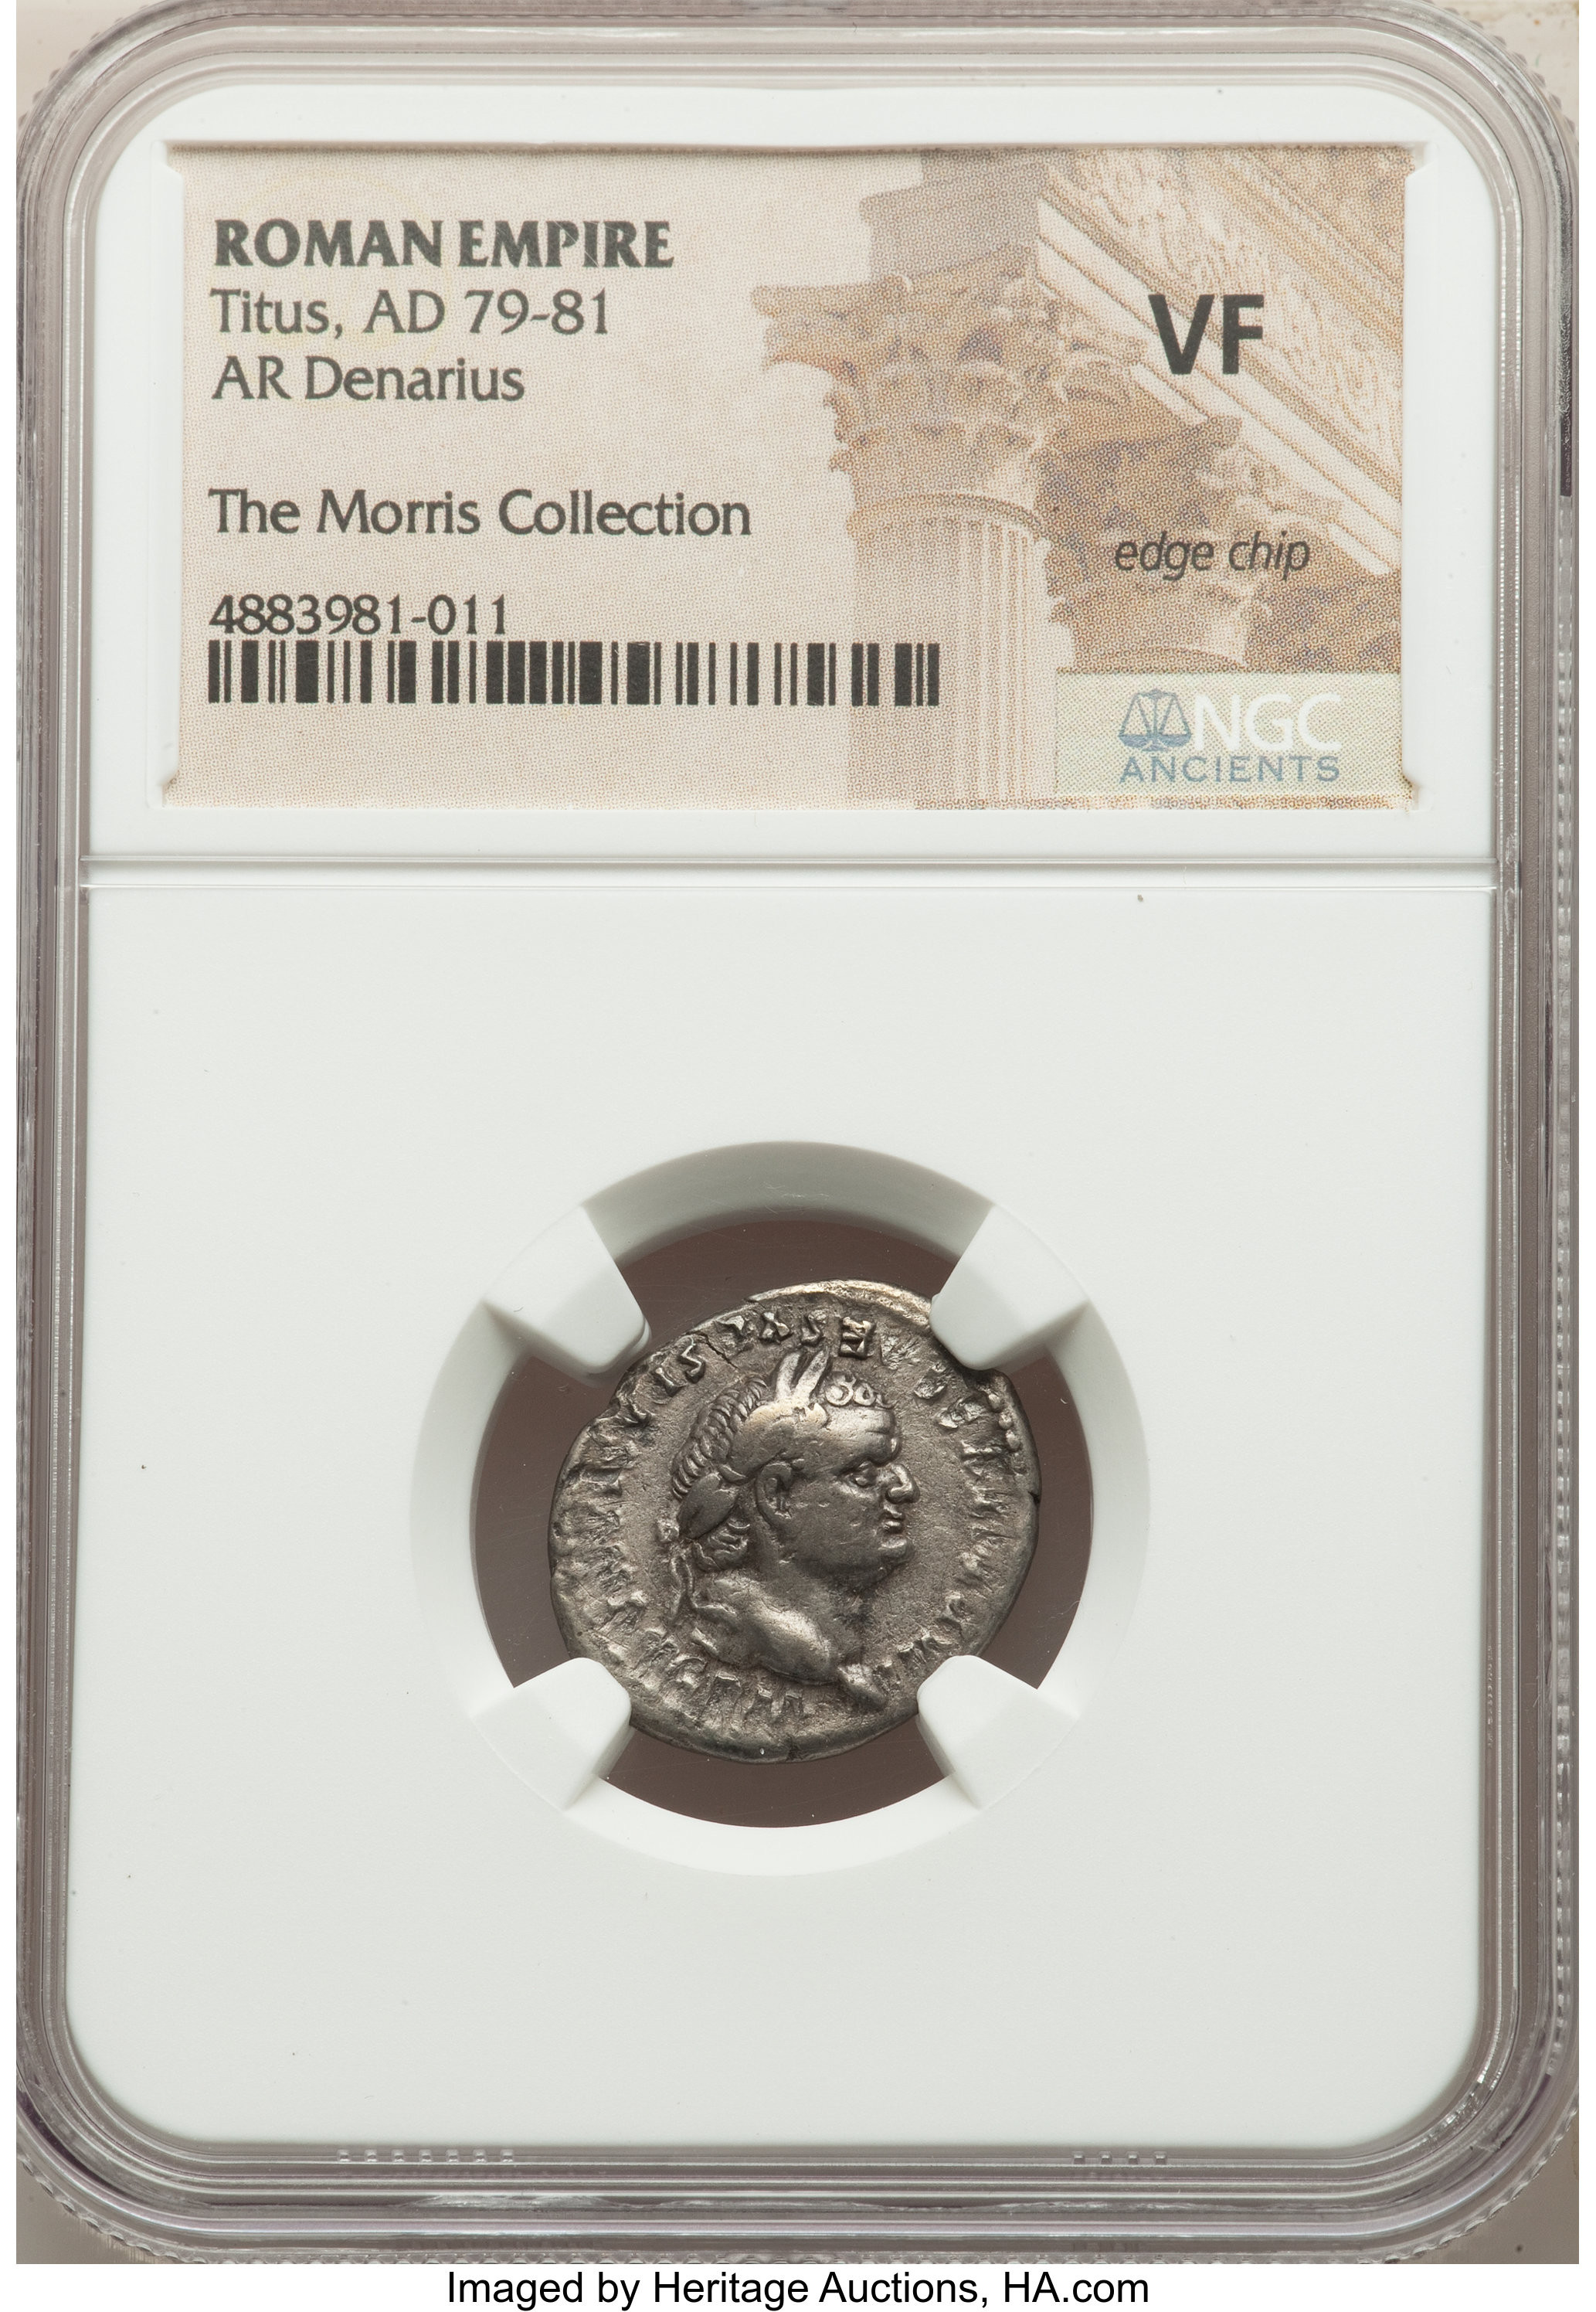 ROMAN EMPIRE
Titus, AD 79-81
AR Denarius
VF
The Morris Collection
edge chip
4883981-011
NGC
ANCIENTS
Imaged by Heritage Auctions, HA.com